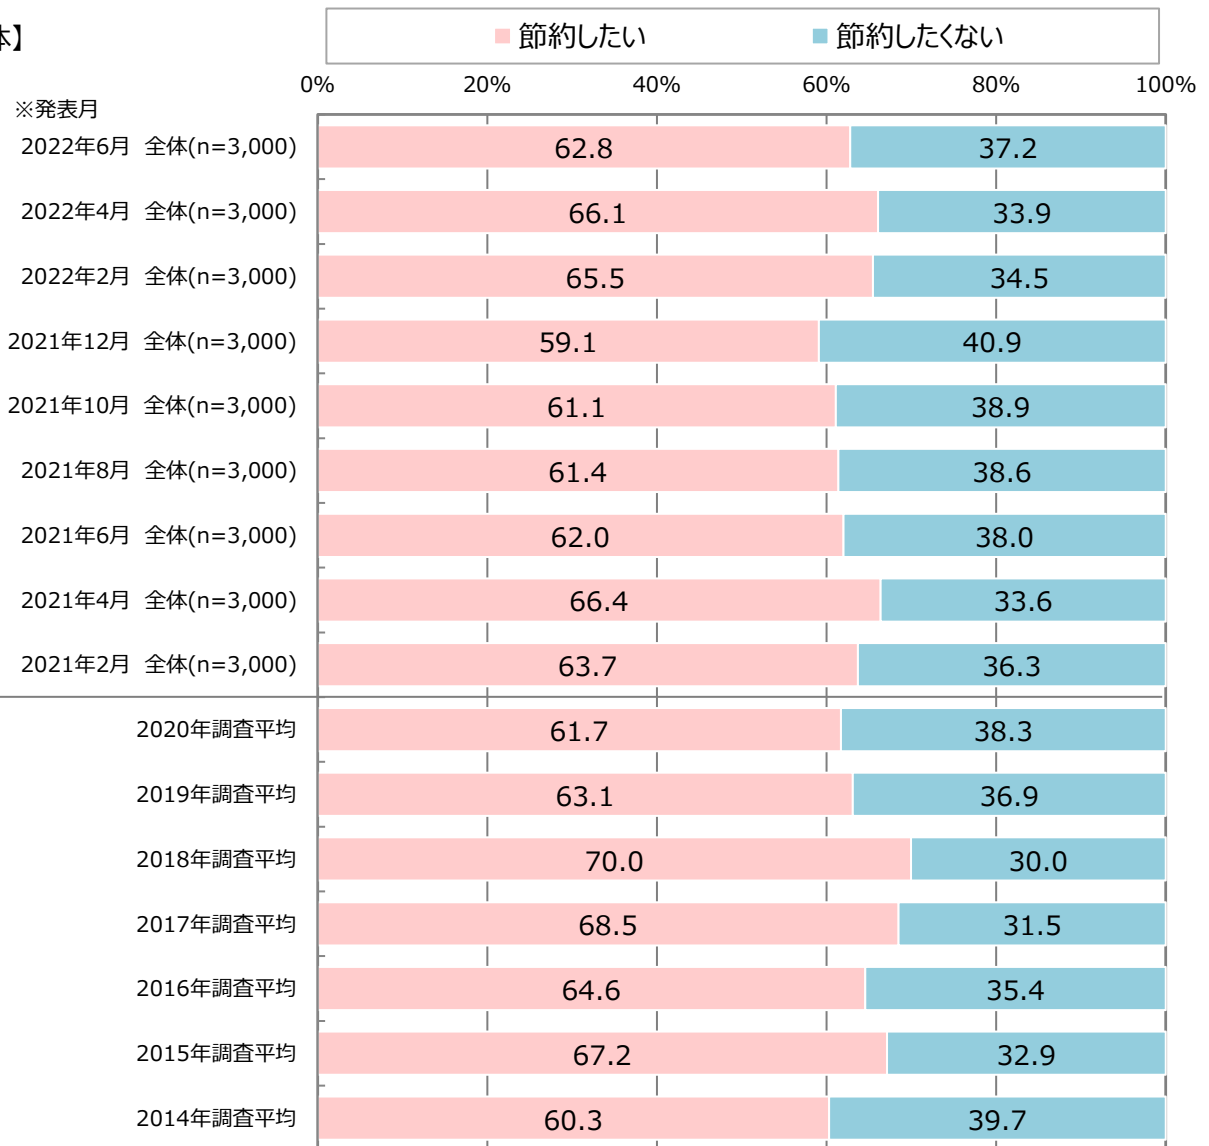 体】
節約したい 節約したくない
0% 20% 40% 60% 80% 100%
※発表月
2022年6月 全体(n=3,000) 62.8 37.2
2022年4月 全体(n=3,000) 66.1 33.9
2022年2月 全体(n=3,000) 65.5 34.5
2021年12月 全体(n=3,000) 59.1 40.9
2021年10月 全体(n=3,000) 61.1 38.9
2021年8月 全体(n=3,000) 61.4 38.6
2021年6月 全体(n=3,000) 62.0 38.0
2021年4月 全体(n=3,000) 66.4 33.6
2021年2月 全体(n=3,000) 63.7 36.3
2020年調査平均 61.7 38.3
2019年調査平均 63.1 36.9
2018年調査平均 70.0 30.0
2017年調査平均 68.5 31.5
2016年調査平均 64.6 35.4
2015年調査平均 67.2 32.9
2014年調査平均 60.3 39.7